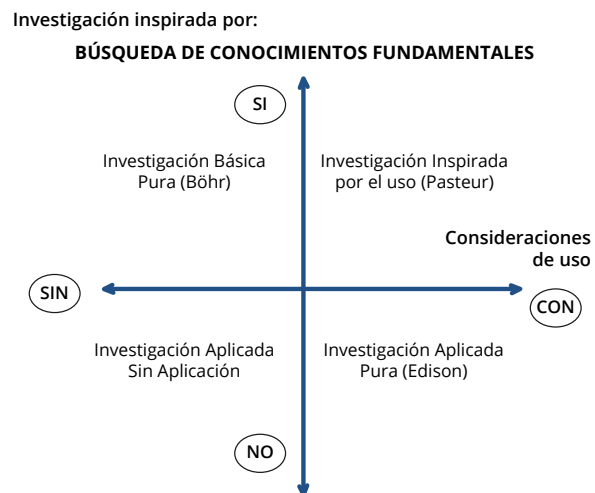 Investigación inspirada por:
BÚSQUEDA DE CONOCIMIENTOS FUNDAMENTALES
SI
Investigación Básica
Pura (Böhr)
Investigación Inspirada
por el uso (Pasteur)
Consideraciones
de uso
SIN
CON
Investigación Aplicada
Sin Aplicación
Investigación Aplicada
Pura (Edison)
NO